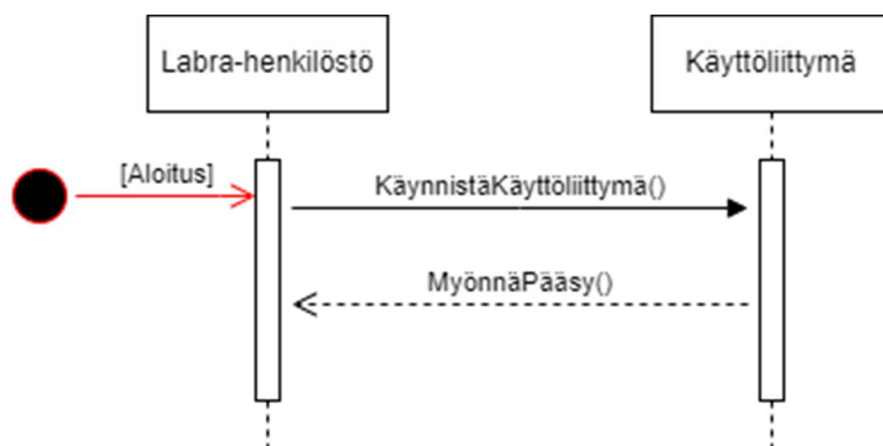 Labra-henkilöstö
Käyttöliittymä
[Aloitus]
KäynnistäKäyttöliittymä()
MyönnäPääsy()